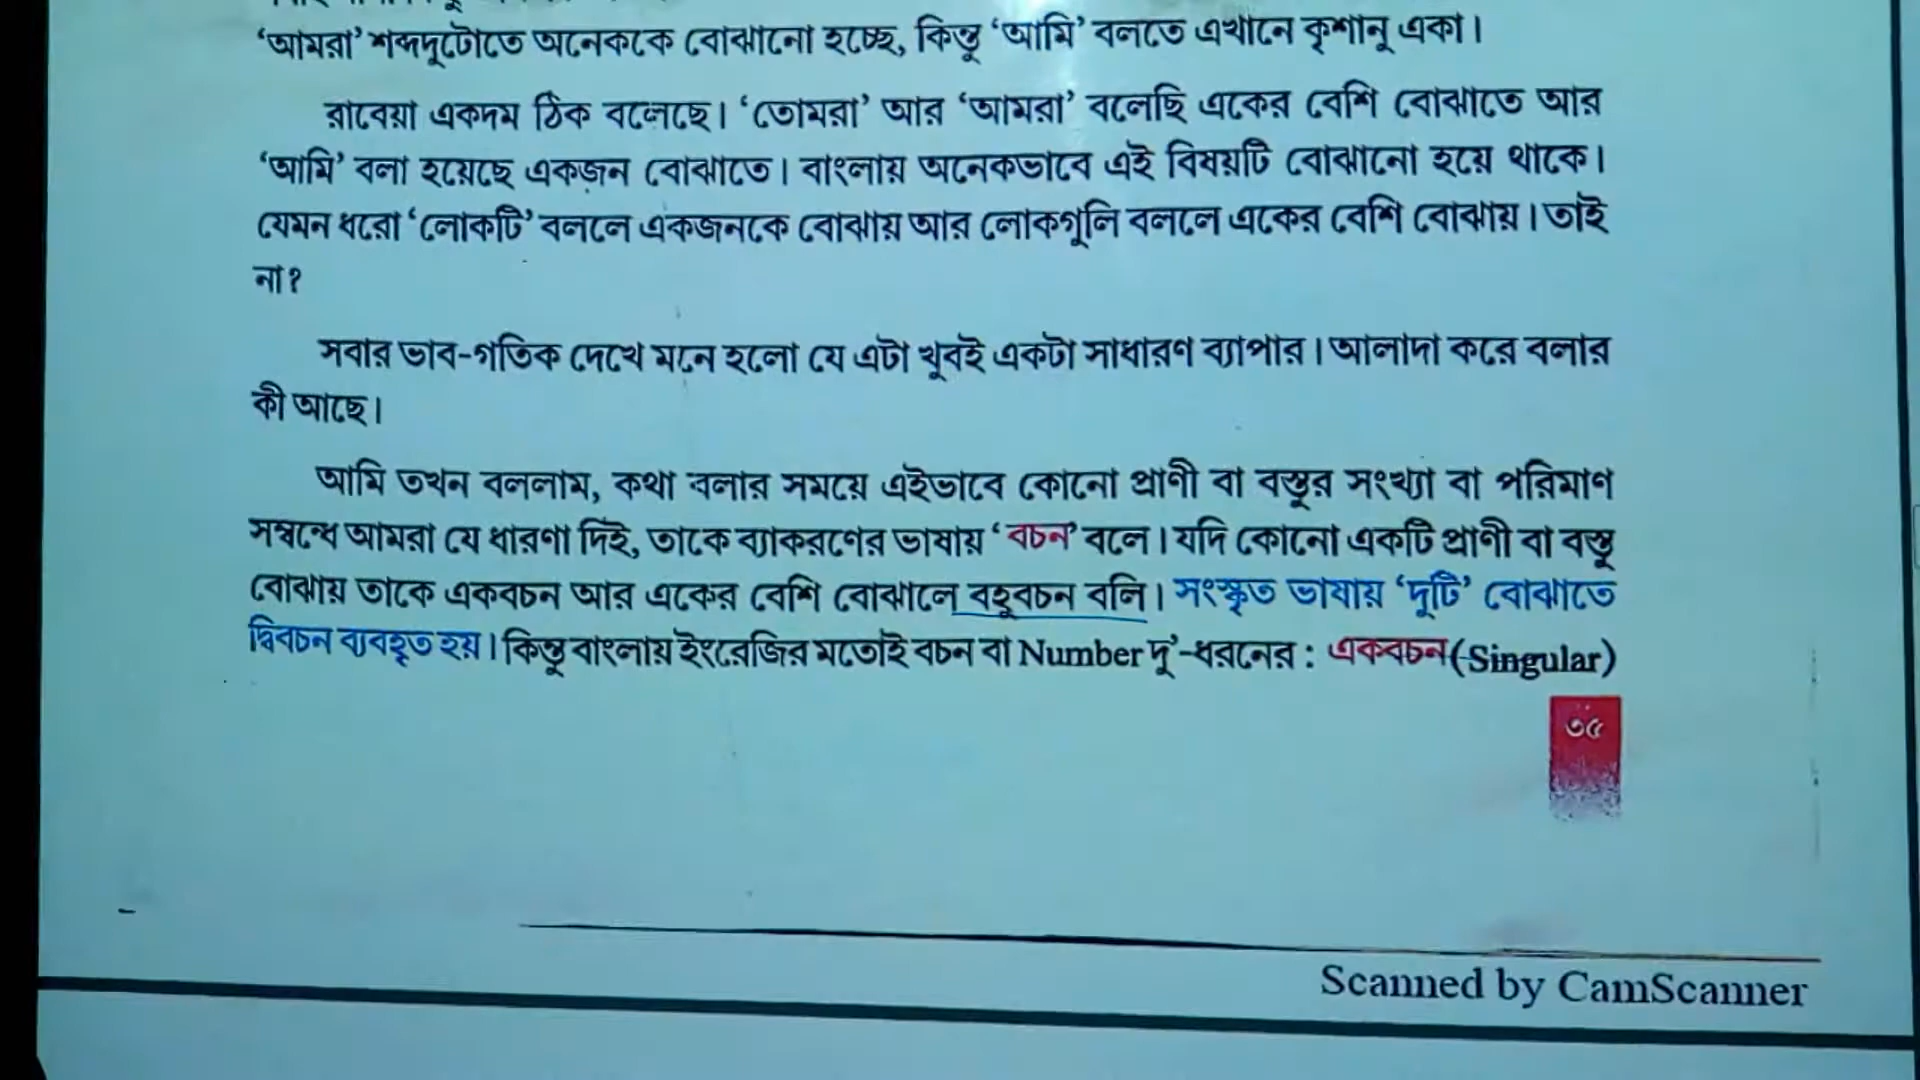 ‘আমরা’ শব্দদুটোতে অনেককে বোঝানো হচ্ছে, কিন্তু ‘আমি’ বলতে এখানে কৃশানু একা।
রাবেয়া একদম ঠিক বলেছে। ‘তোমরা’ আর ‘আমরা’ বলেছি একের বেশি বোঝাতে আর
‘আমি’ বলা হয়েছে একজন বোঝাতে। বাংলায় অনেকভাবে এই বিষয়টি বোঝানো হয়ে থাকে।
যেমন ধরো ‘লোকটি’ বললে একজনকে বোঝায় আর লোকগুলি বললে একের বেশি বোঝায়। তাই
না?
সবার ভাব-গতিক দেখে মনে হলো যে এটা খুবই একটা সাধারণ ব্যাপার। আলাদা করে বলার
কী আছে।
আমি তখন বললাম, কথা বলার সময়ে এইভাবে কোনো প্রাণী বা বস্তুর সংখ্যা বা পরিমাণ
সম্বন্ধে আমরা যে ধারণা দিই, তাকে ব্যাকরণের ভাষায় ‘বচন’ বলে। যদি কোনো একটি প্রাণী বা বস্তু
বোঝায় তাকে একবচন আর একের বেশি বোঝালে বহুবচন বলি। সংস্কৃত ভাষায় ‘দুটি’ বোঝাতে
দ্বিবচন ব্যবহৃত হয়। কিন্তু বাংলায় ইংরেজির মতোই বচন বা Number দু’-ধরনের : একবচন (Singular)
৩৫
Scanned by CamScanner